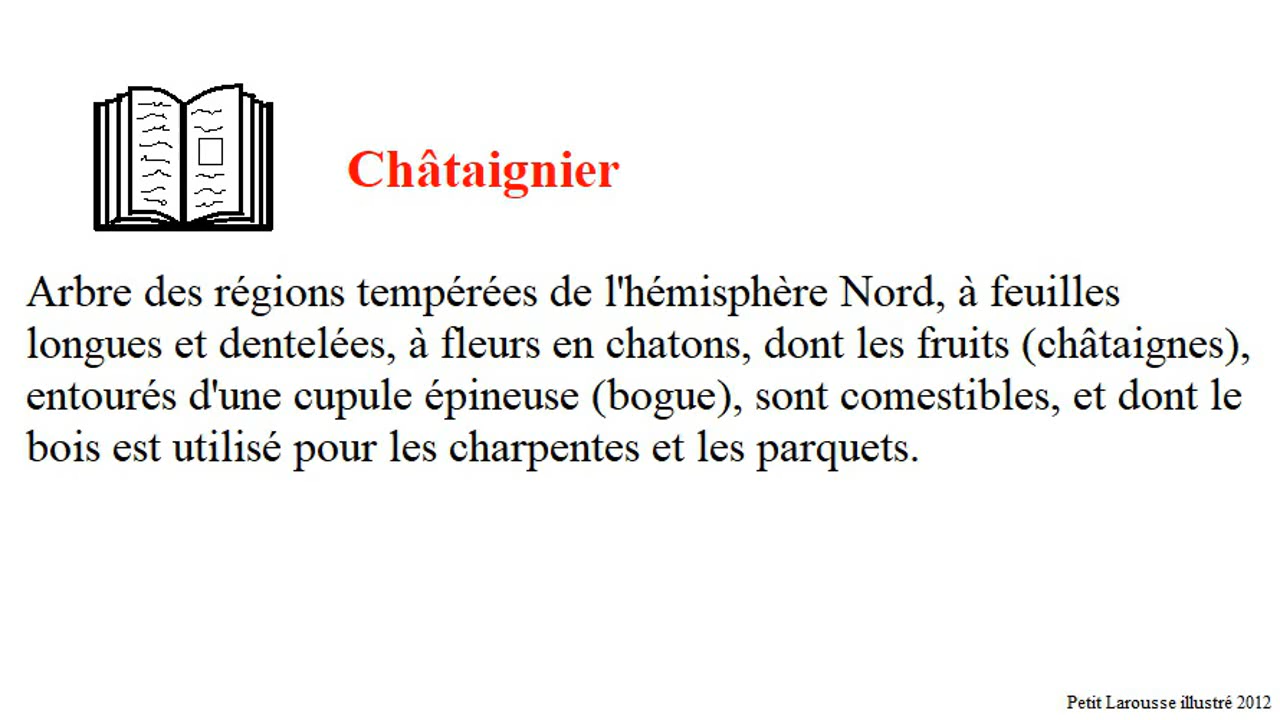 Châtaignier
Arbre des régions tempérées de l'hémisphère Nord, à feuilles
longues et dentelées, à fleurs en chatons, dont les fruits (châtaignes),
entourés d'une cupule épineuse (bogue), sont comestibles, et dont le
bois est utilisé pour les charpentes et les parquets.
Petit Larousse illustré 2012